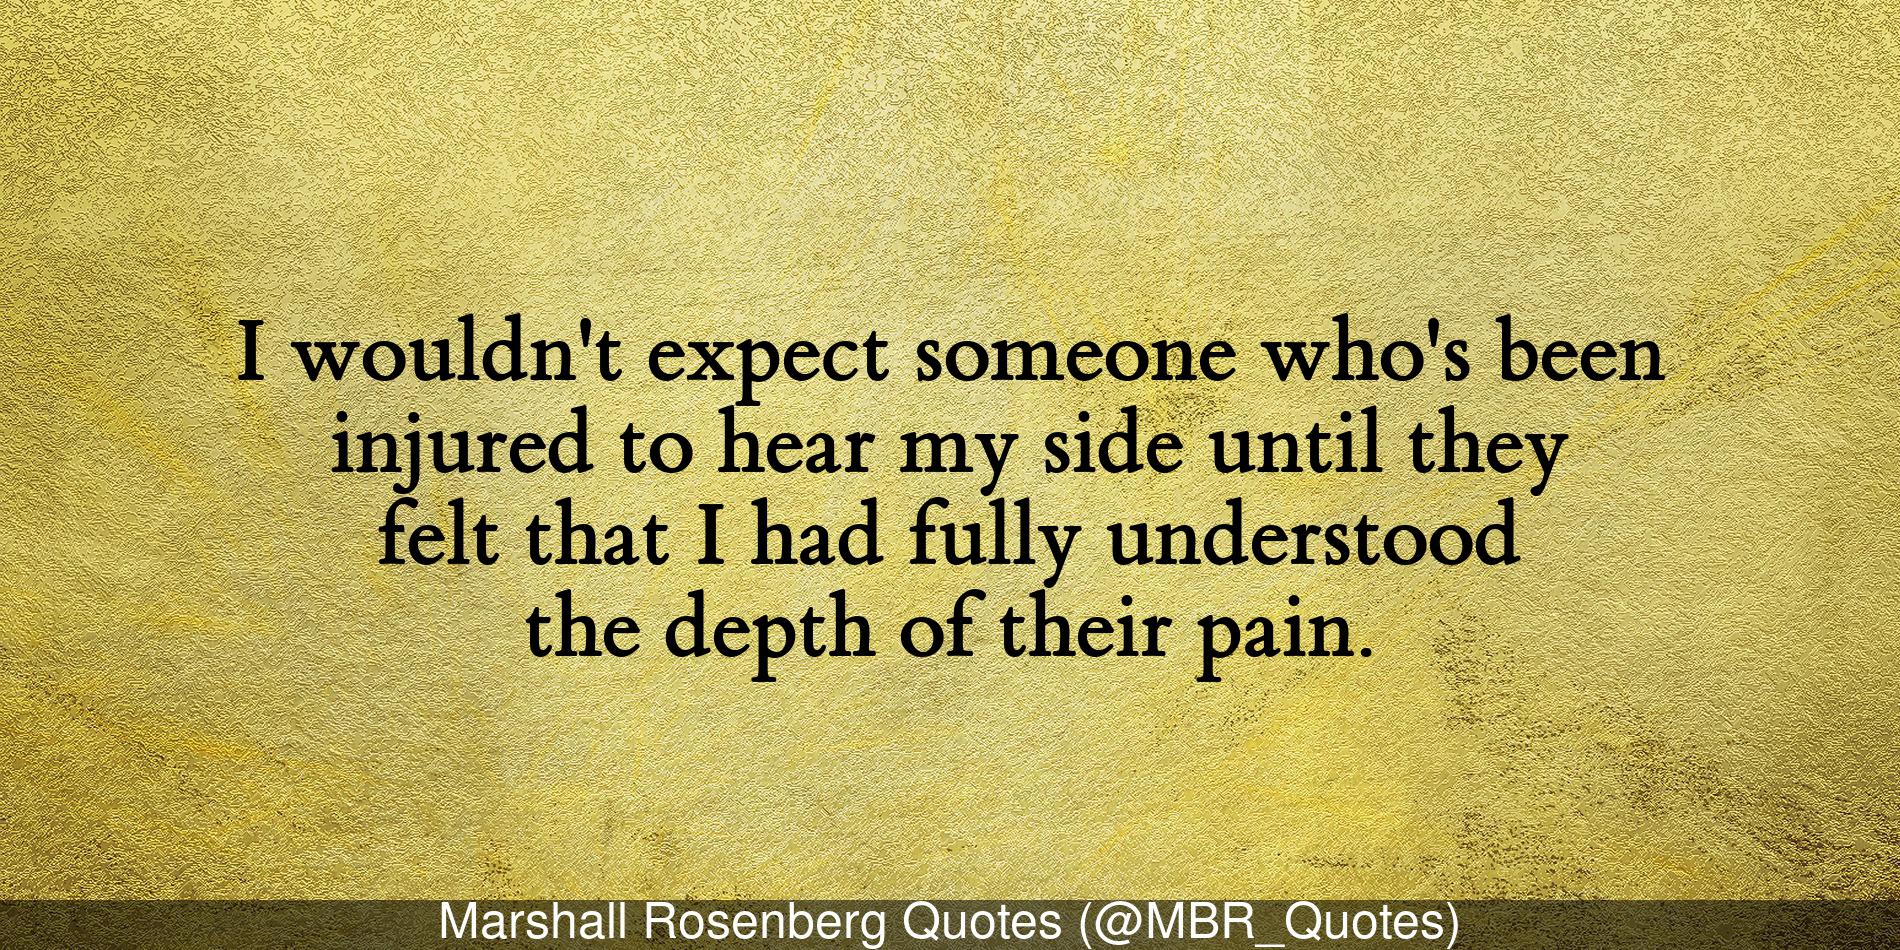 I wouldn't expect someone who's been
injured to hear my side until they
felt that I had fully understood
the depth of their pain.
Marshall Rosenberg Quotes (@MBR_Quotes)